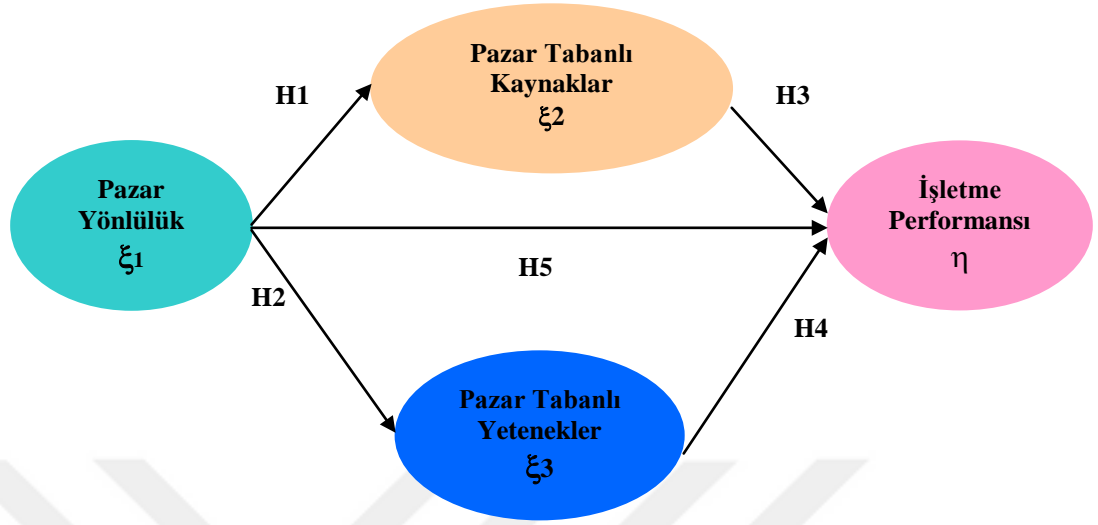 Pazar Tabanlı
Kaynaklar
ξ2
H1
H3
Pazar
Yönlülük
ξ1
İşletme
Performansı
η
H5
H2
H4
Pazar Tabanlı
Yetenekler
ξ3